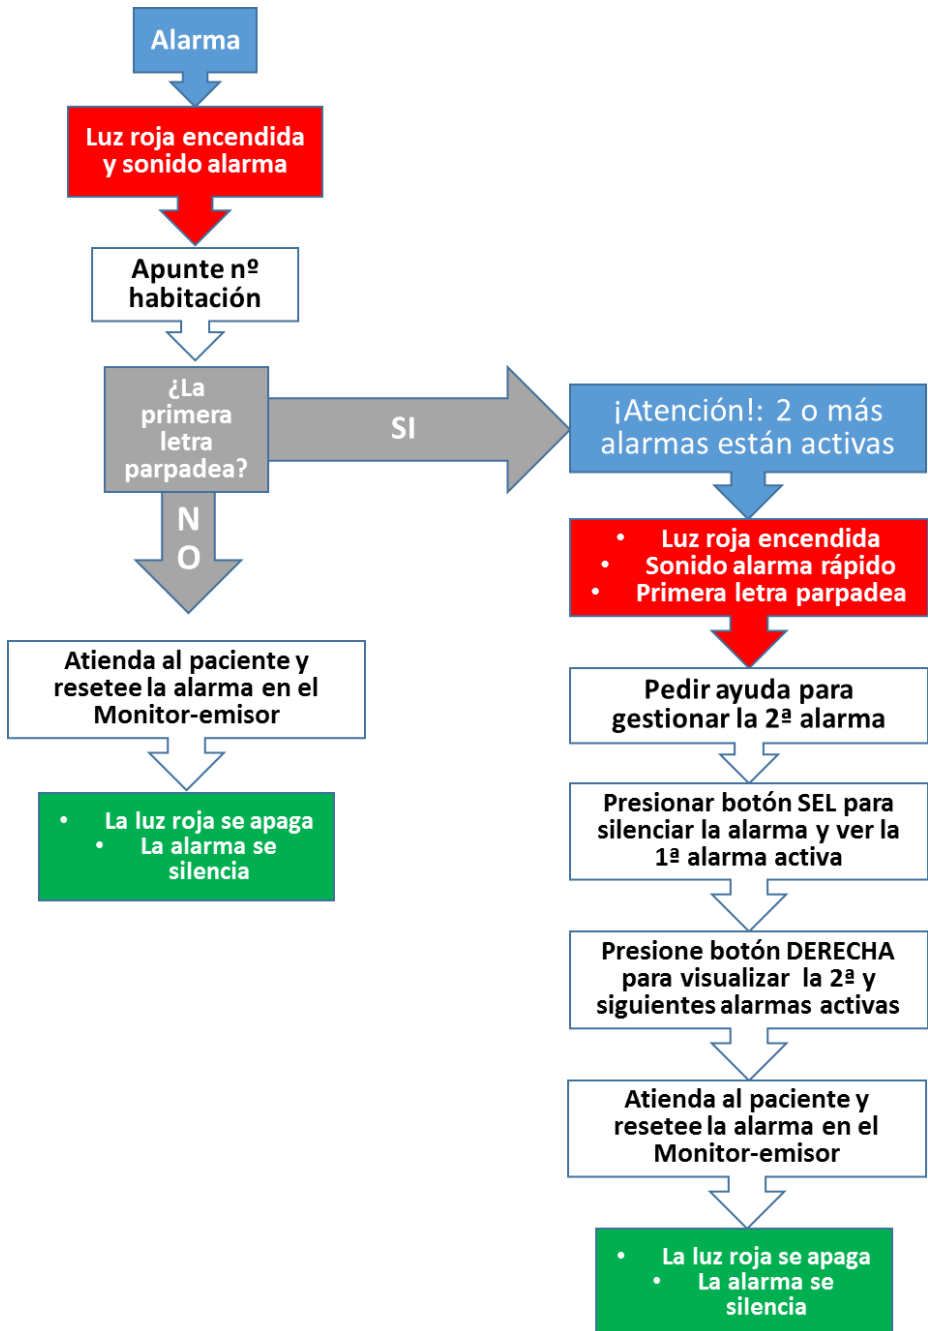 Alarma
Luz roja encendida
y sonido alarma
Apunte nº
habitación
¿La
primera
letra
parpadea?
SI
N
O
Atienda al paciente y
resetee la alarma en el
Monitor-emisor
• La luz roja se apaga
• La alarma se
silencia
¡Atención!: 2 o más
alarmas están activas
• Luz roja encendida
• Sonido alarma rápido
• Primera letra parpadea
Pedir ayuda para
gestionar la 2ª alarma
Presionar botón SEL para
silenciar la alarma y ver la
1ª alarma activa
Presione botón DERECHA
para visualizar la 2ª y
siguientes alarmas activas
Atienda al paciente y
resetee la alarma en el
Monitor-emisor
• La luz roja se apaga
• La alarma se
silencia